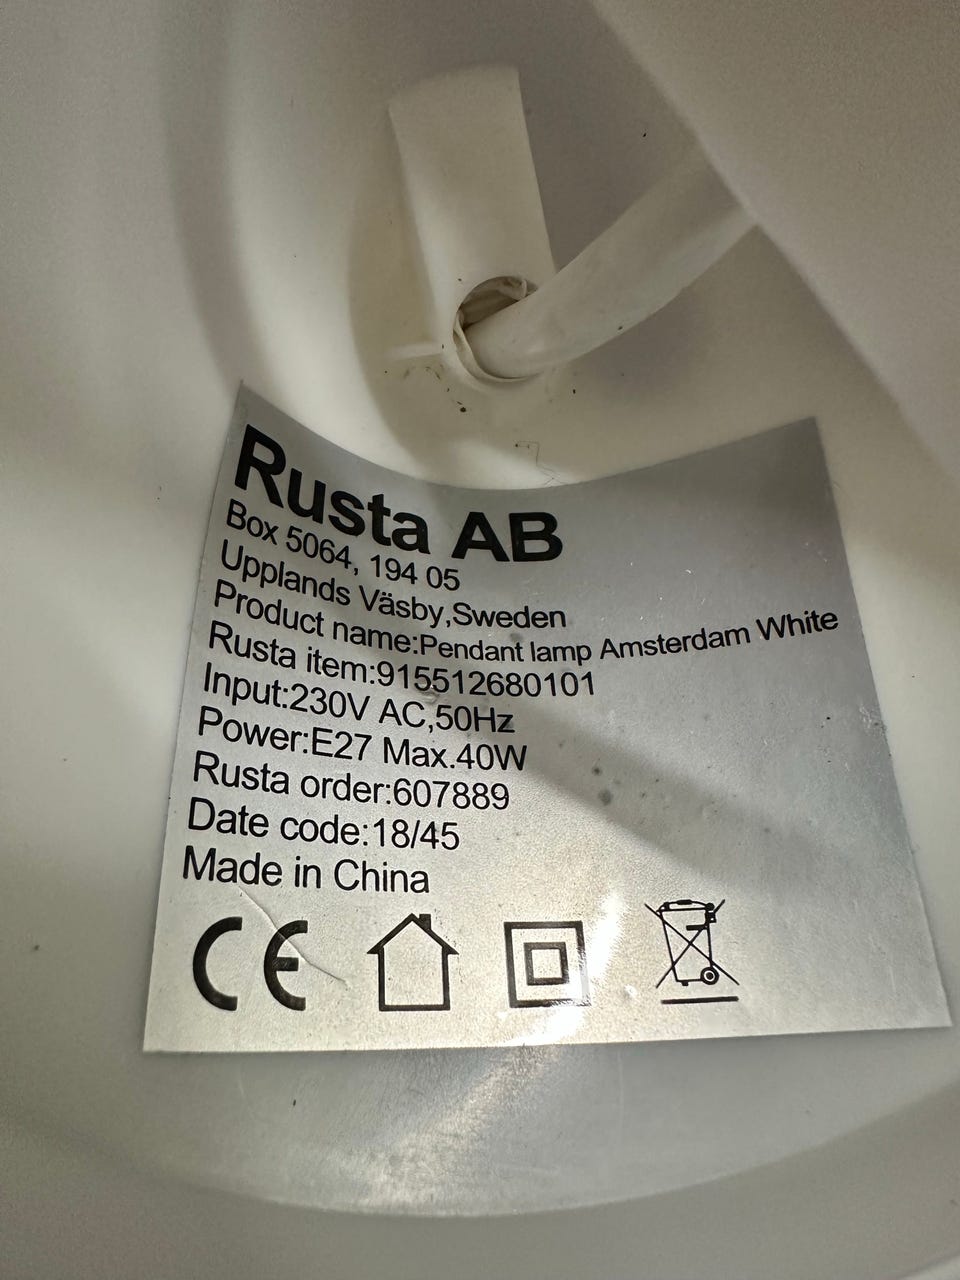 Rusta AB
Box 5064, 194 05
Upplands Väsby,Sweden
Product name:Pendant lamp Amsterdam White
Rusta item:915512680101
Input:230V AC,50Hz
Power:E27 Max.40W
Rusta order:607889
Date code:18/45
Made in China
CE